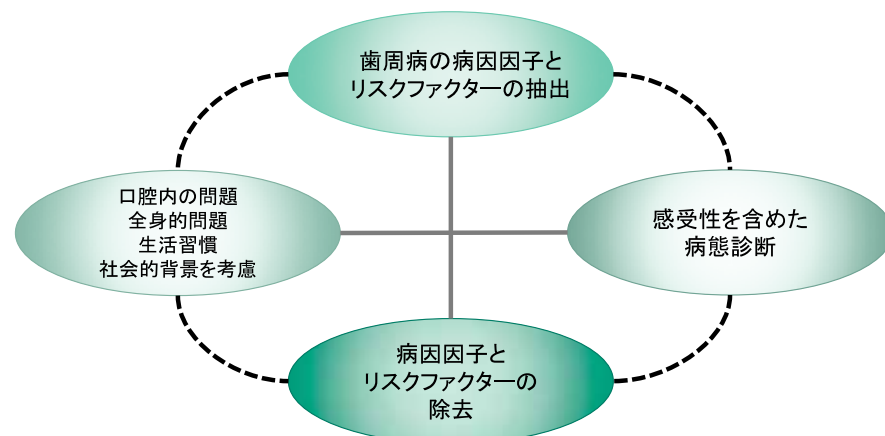 歯周病の病因因子と
リスクファクターの抽出
口腔内の問題
全身的問題
生活習慣
社会的背景を考慮
感受性を含めた
病態診断
病因因子と
リスクファクターの
除去